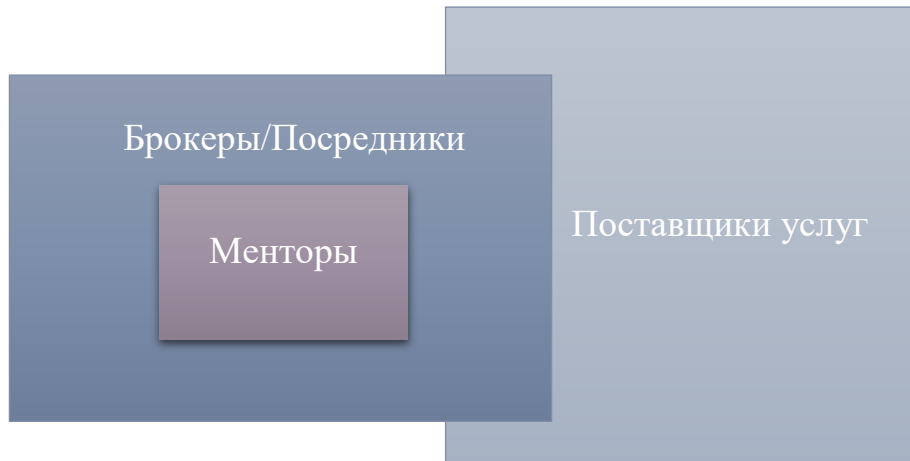 Брокеры/Посредники
Менторы
Поставщики услуг